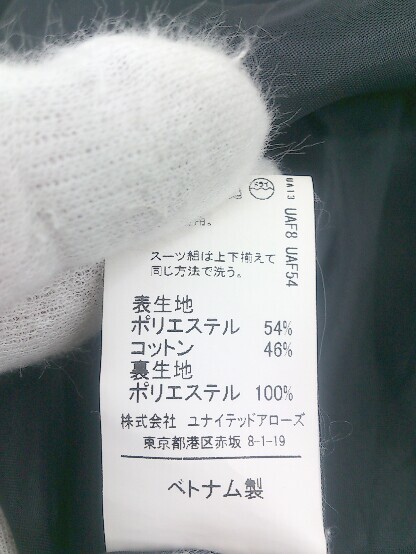 用。
スーツ組は上下揃えて
同じ方法で洗う。
表生地
ポリエステル 54%
コットン 46%
裏生地
ポリエステル 100%
株式会社 ユナイテッドアローズ
東京都港区赤坂 8-1-19
ベトナム製
UA13 UAF8 UAF54